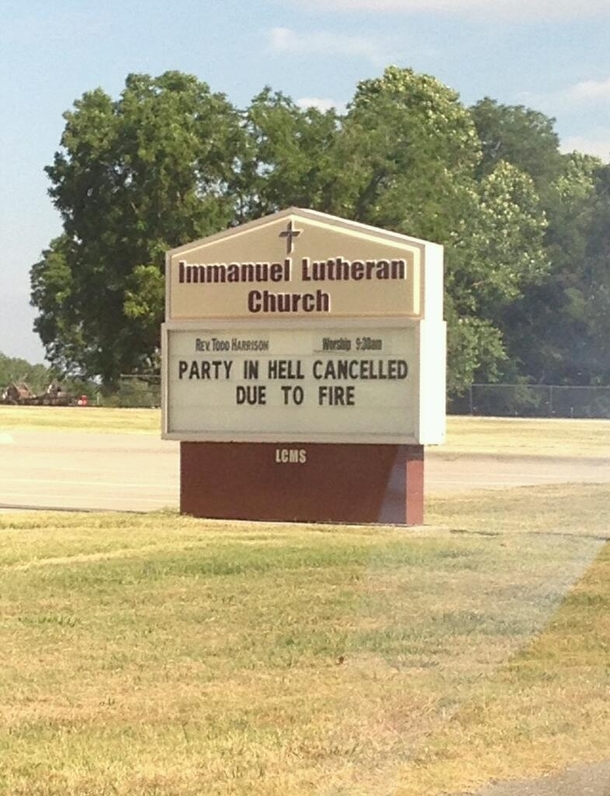 Immanuel Lutheran
Church
REV. TODD HARRISON Worship 9:30am
PARTY IN HELL CANCELLED
DUE TO FIRE
LCMS